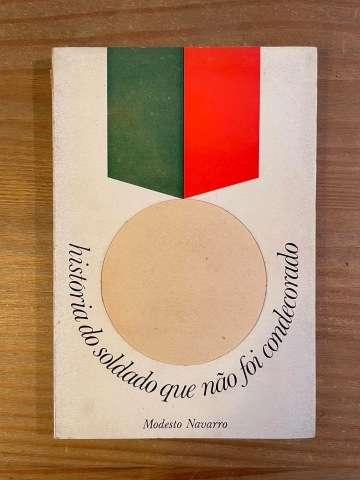 história do soldado que não foi condecorado
Modesto Navarro